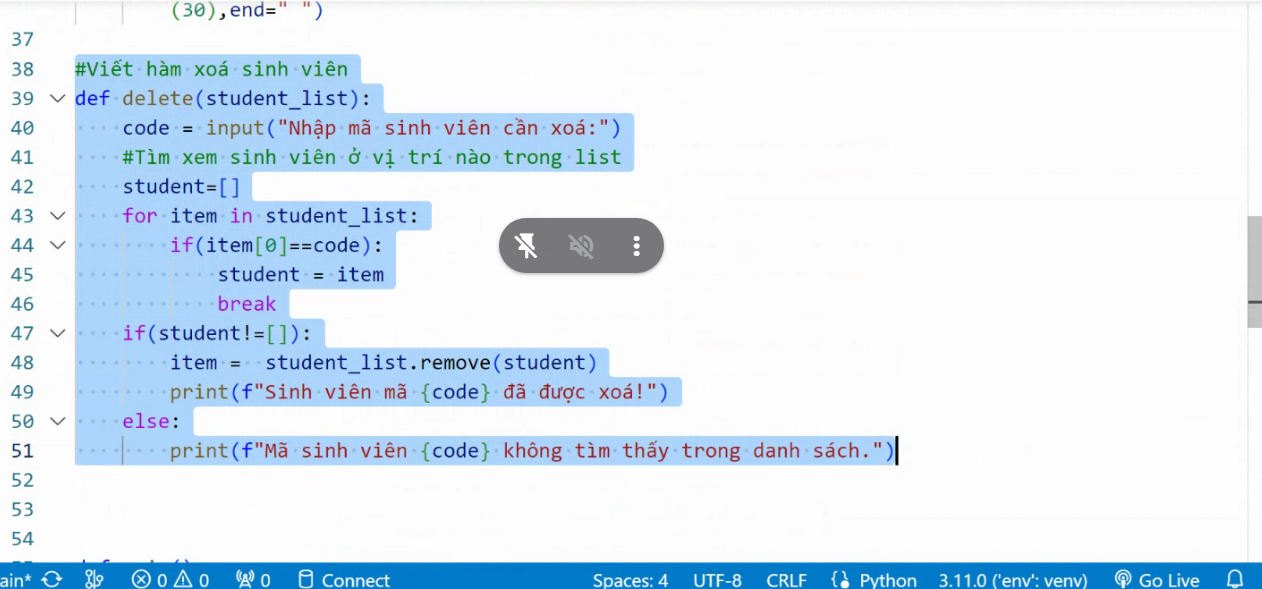 (30),end=" ")
37
38 #Viết hàm xoá sinh viên
39 def delete(student_list):
40 code = input("Nhập mã sinh viên cần xoá:")
41 #Tìm xem sinh viên ở vị trí nào trong list
42 student=[]
43 for item in student_list:
44 if(item[0]==code):
45 student = item
46 break
47 if(student!=[]):
48 item =  student_list.remove(student)
49 print(f"Sinh viên mã {code} đã được xoá!")
50 else:
51 print(f"Mã sinh viên {code} không tìm thấy trong danh sách.")
52
53
54
ain* 0 0 0 Connect Spaces: 4 UTF-8 CRLF Python 3.11.0 ('env': venv) Go Live